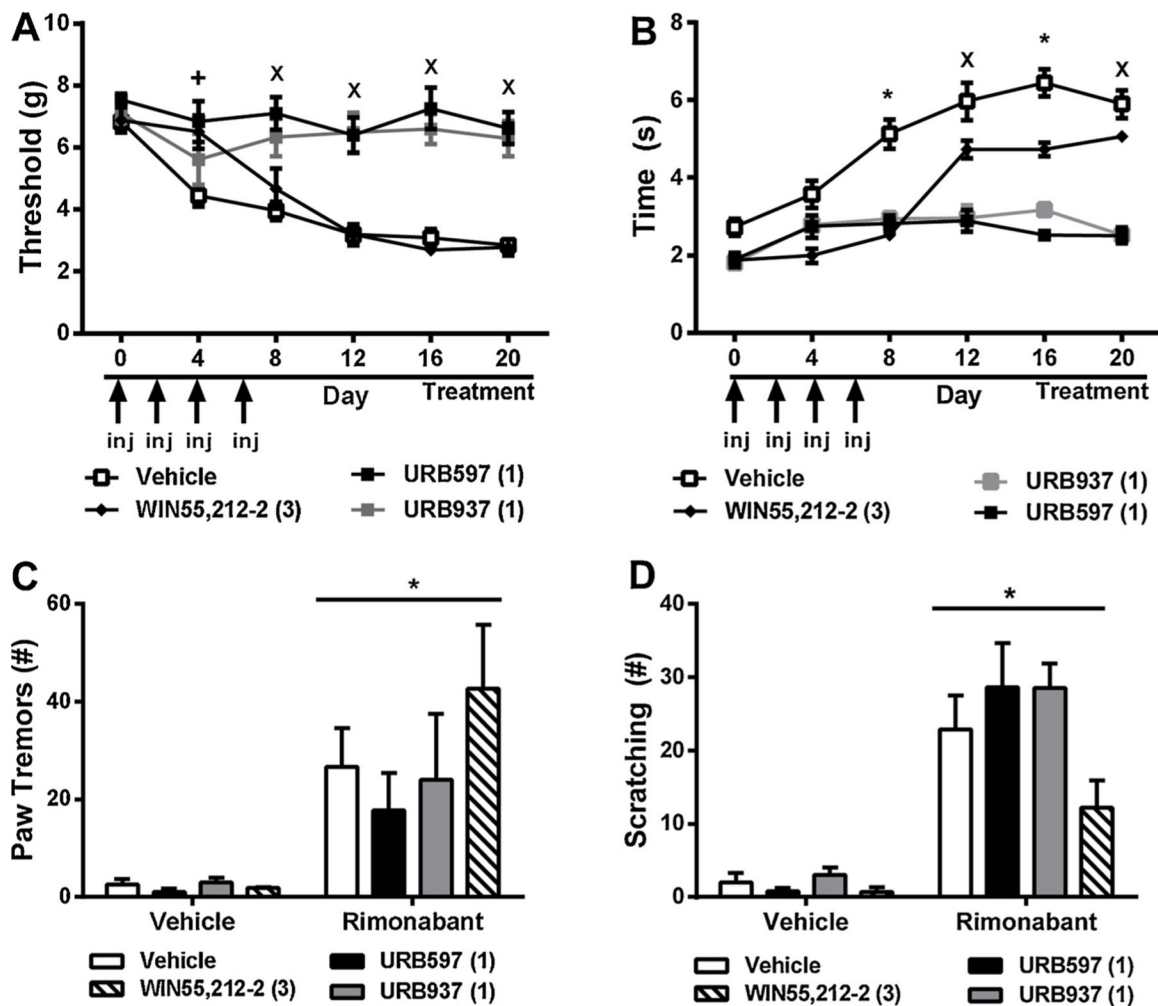 A
Threshold (g)
10
8
6
4
2
0
+ x x x x
0 4 8 12 16 20
Day Treatment
inj inj inj inj
Vehicle
URB597 (1)
WIN55,212-2 (3)
URB937 (1)
B
Time (s)
8
6
4
2
0
* x * x
0 4 8 12 16 20
Day Treatment
inj inj inj inj
Vehicle
URB937 (1)
WIN55,212-2 (3)
URB597 (1)
C
Paw Tremors (#)
60
40
20
0
*
Vehicle Rimonabant
Vehicle
URB597 (1)
WIN55,212-2 (3)
URB937 (1)
D
Scratching (#)
40
30
20
10
0
*
Vehicle Rimonabant
Vehicle
URB597 (1)
WIN55,212-2 (3)
URB937 (1)